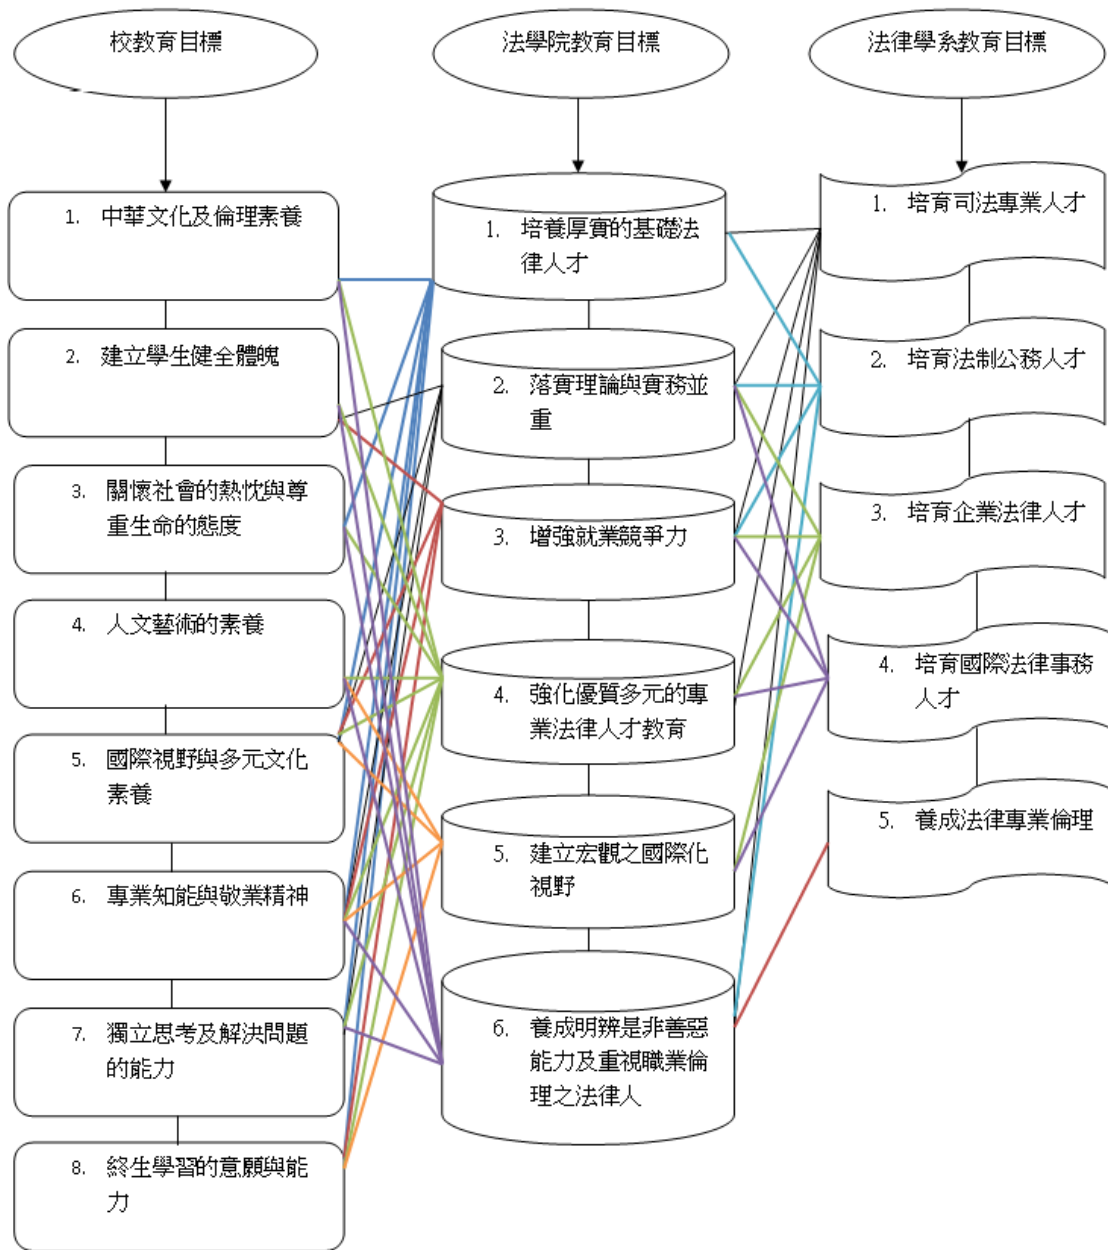 校教育目標
法學院教育目標
法律學系教育目標
1. 中華文化及倫理素養
2. 建立學生健全體魄
3. 關懷社會的熱忱與尊
重生命的態度
4. 人文藝術的素養
5. 國際視野與多元文化
素養
6. 專業知能與敬業精神
7. 獨立思考及解決問題
的能力
8. 終生學習的意願與能
力
1. 培養厚實的基礎法
律人才
2. 落實理論與實務並
重
3. 增強就業競爭力
4. 強化優質多元的專
業法律人才教育
5. 建立宏觀之國際化
視野
6. 養成明辨是非善惡
能力及重視職業倫
理之法律人
1. 培育司法專業人才
2. 培育法制公務人才
3. 培育企業法律人才
4. 培育國際法律事務
人才
5. 養成法律專業倫理